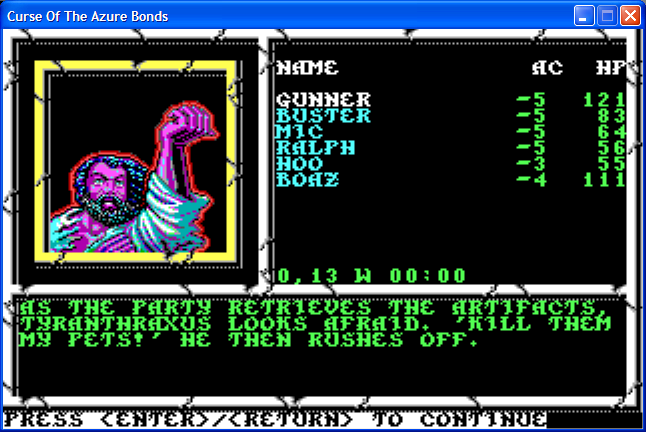 Curse Of The Azure Bonds
NAME AC HP
GUNNER -5 121
BUSTER -5 83
MIC -5 64
RALPH -5 56
HOO -3 55
BOAZ -4 111
0,13 W 00:00
AS THE PARTY RETRIEVES THE ARTIFACTS,
TYRANTHRAXUS LOOKS AFRAID. 'KILL THEM
MY PETS!' HE THEN RUSHES OFF.
PRESS <ENTER>/<RETURN> TO CONTINUE